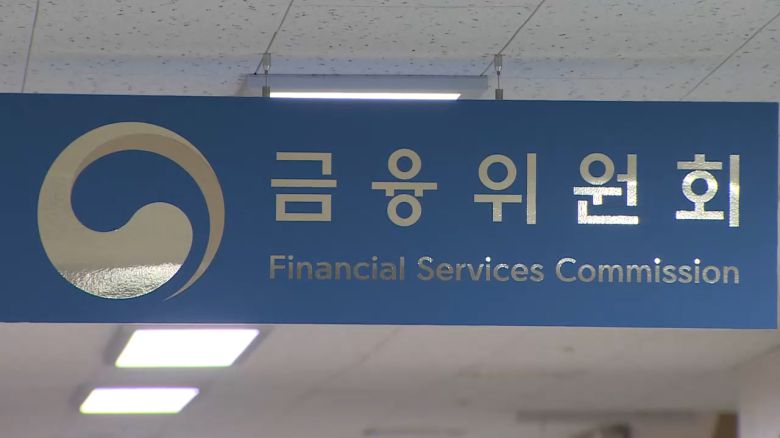 금융위원회
Financial Services Commission